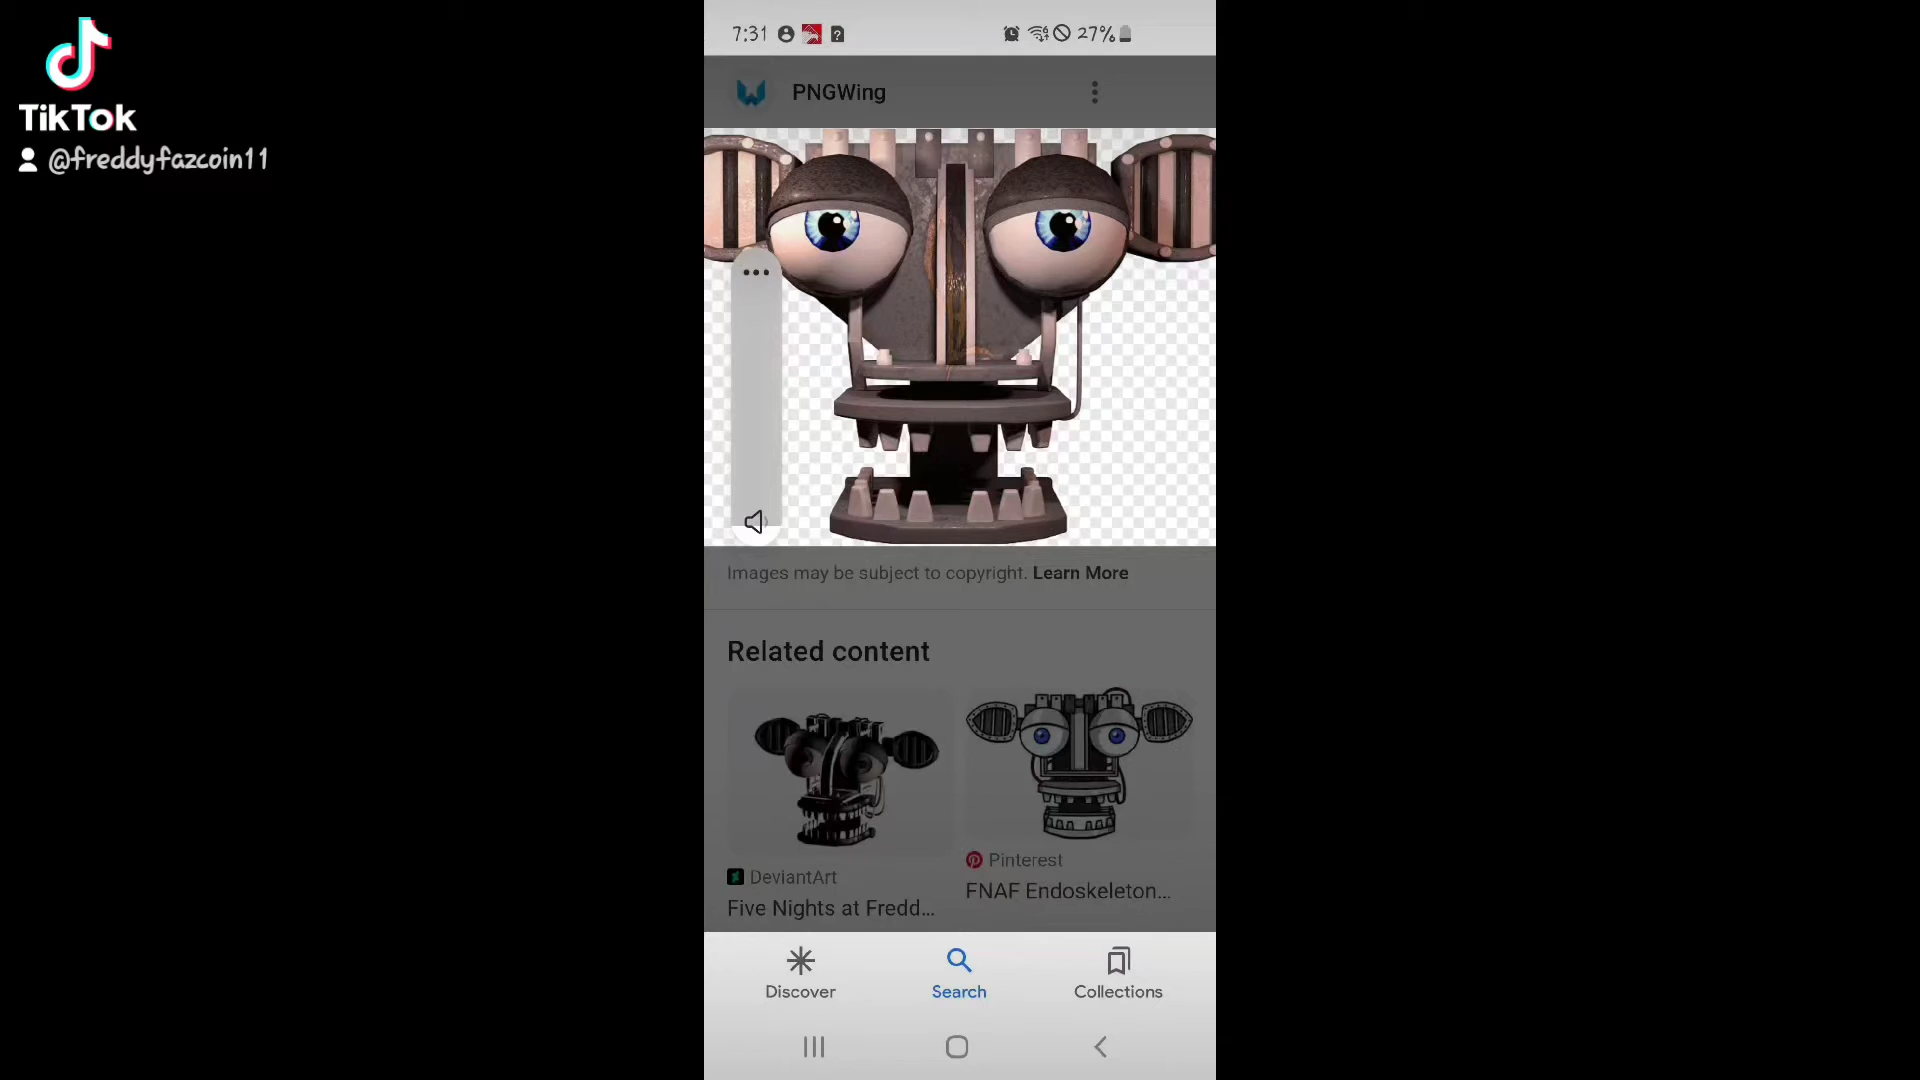 TikTok
@freddyfazcoin11
7:31
27%
PNGWing
Images may be subject to copyright. Learn More
Related content
DeviantArt
Five Nights at Fredd...
Pinterest
FNAF Endoskeleton...
Discover
Search
Collections